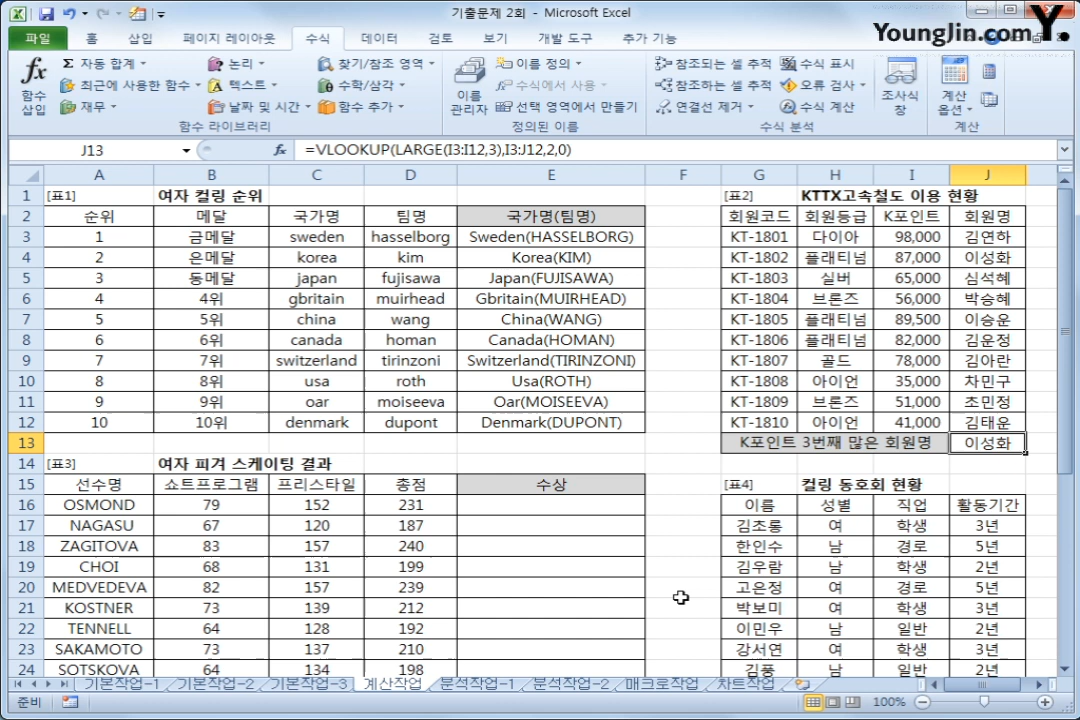 기출문제 2회 - Microsoft Excel
YoungJin.com Y.
파일 홈 삽입 페이지 레이아웃 수식 데이터 검토 보기 개발 도구 추가 기능
fx 함수 삽입
Σ 자동 합계
최근에 사용한 함수
재무
논리
텍스트
날짜 및 시간
찾기/참조 영역
수학/삼각
함수 추가
함수 라이브러리
이름 관리자
이름 정의
수식에서 사용
선택 영역에서 만들기
정의된 이름
참조되는 셀 추적
참조하는 셀 추적
연결선 제거
수식 표시
오류 검사
수식 계산
수식 분석
조사식 창
계산 옵션
계산
J13 fx =VLOOKUP(LARGE(I3:I12,3),I3:J12,2,0)
A B C D E F G H I J
1 [표1] 여자 컬링 순위 [표2] KTTX고속철도 이용 현황
2 순위 메달 국가명 팀명 국가명(팀명) 회원코드 회원등급 K포인트 회원명
3 1 금메달 sweden hasselborg Sweden(HASSELBORG) KT-1801 다이아 98,000 김연하
4 2 은메달 korea kim Korea(KIM) KT-1802 플래티넘 87,000 이성화
5 3 동메달 japan fujisawa Japan(FUJISAWA) KT-1803 실버 65,000 심석혜
6 4 4위 gbritain muirhead Gbritain(MUIRHEAD) KT-1804 브론즈 56,000 박승혜
7 5 5위 china wang China(WANG) KT-1805 플래티넘 89,500 이승운
8 6 6위 canada homan Canada(HOMAN) KT-1806 플래티넘 82,000 김운정
9 7 7위 switzerland tirinzoni Switzerland(TIRINZONI) KT-1807 골드 78,000 김아란
10 8 8위 usa roth Usa(ROTH) KT-1808 아이언 35,000 차민구
11 9 9위 oar moiseeva Oar(MOISEEVA) KT-1809 브론즈 51,000 초민정
12 10 10위 denmark dupont Denmark(DUPONT) KT-1810 아이언 41,000 김태운
13 K포인트 3번째 많은 회원명 이성화
14 [표3] 여자 피겨 스케이팅 결과
15 선수명 쇼트프로그램 프리스타일 총점 수상 [표4] 컬링 동호회 현황
16 OSMOND 79 152 231 이름 성별 직업 활동기간
17 NAGASU 67 120 187 김초롱 여 학생 3년
18 ZAGITOVA 83 157 240 한인수 남 경로 5년
19 CHOI 68 131 199 김우람 남 학생 2년
20 MEDVEDEVA 82 157 239 고은정 여 경로 5년
21 KOSTNER 73 139 212 박보미 여 학생 3년
22 TENNELL 64 128 192 이민우 남 일반 2년
23 SAKAMOTO 73 137 210 강서연 여 학생 3년
24 SOTSKOVA 64 134 198 김풍 남 일반 2년
기본작업-1 기본작업-2 기본작업-3 계산작업 분석작업-1 분석작업-2 매크로작업 차트작업
준비 100%